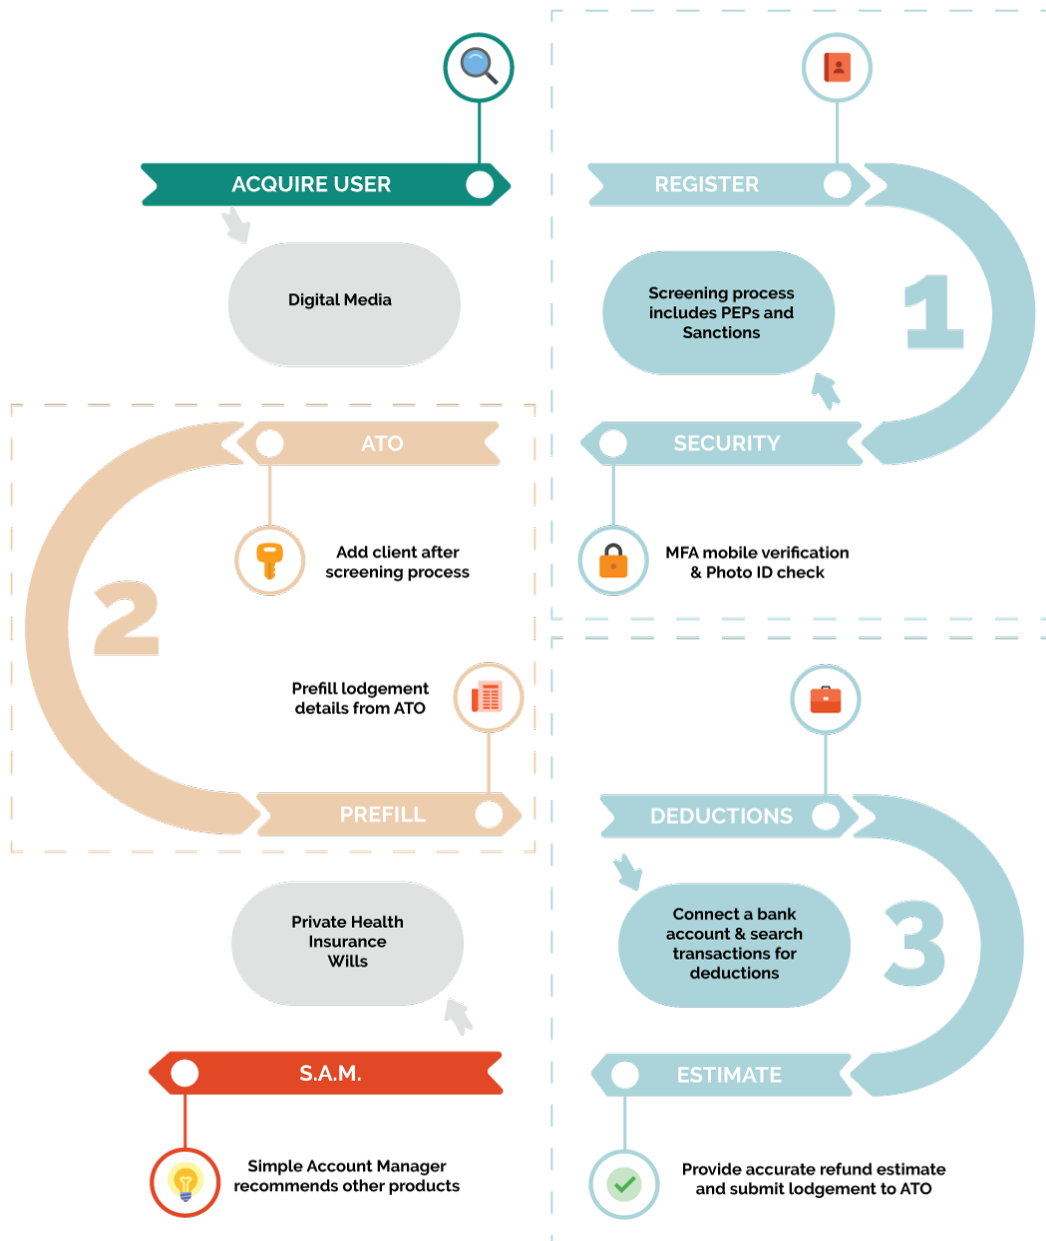 ACQUIRE USER
Digital Media
REGISTER
Screening process
includes PEPs and
Sanctions
1
SECURITY
MFA mobile verification
& Photo ID check
ATO
Add client after
screening process
2
Prefill lodgement
details from ATO
PREFILL
DEDUCTIONS
Connect a bank
account & search
transactions for
deductions
3
ESTIMATE
Provide accurate refund estimate
and submit lodgement to ATO
S.A.M.
Private Health
Insurance
Wills
Simple Account Manager
recommends other products